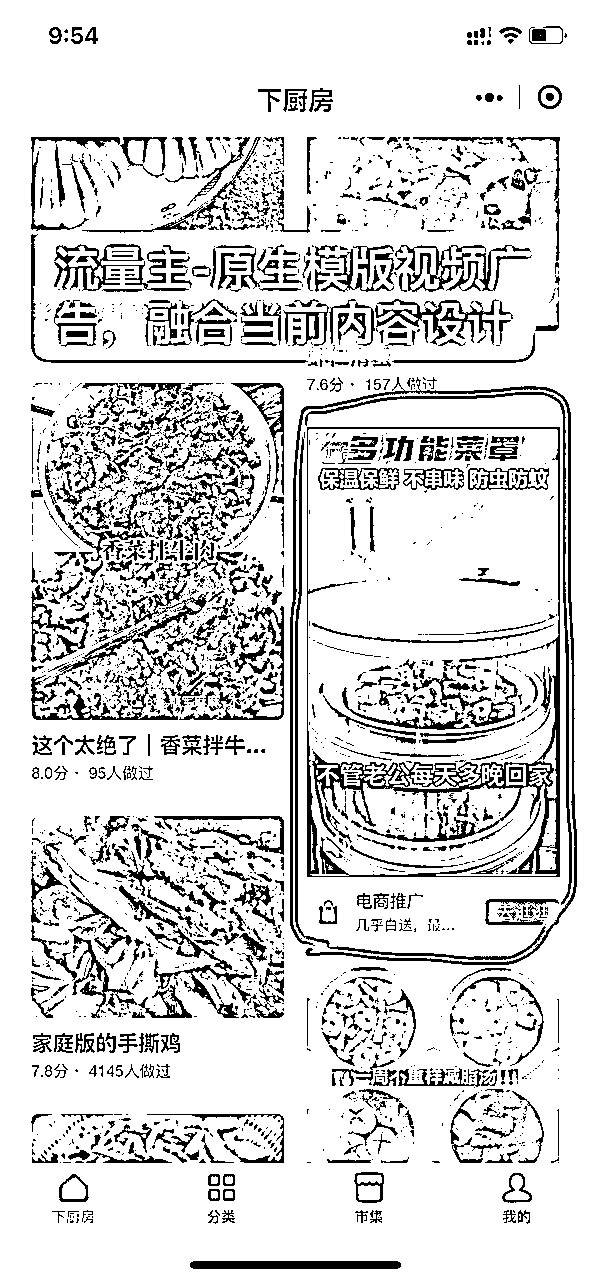 9:54
下厨房
流量主-原生模版视频广
告，融合当前内容设计
7.6分 · 157人做过
多功能菜罩
保温保鲜 不串味 防虫防蚊
香菜拌牛肉
不管老公每天多晚回家
这个太绝了｜香菜拌牛...
8.0分 · 95人做过
电商推广
几乎白送，最...
去逛逛
家庭版的手撕鸡
7.8分 · 4145人做过
一周不重样减脂汤
下厨房
分类
市集
我的